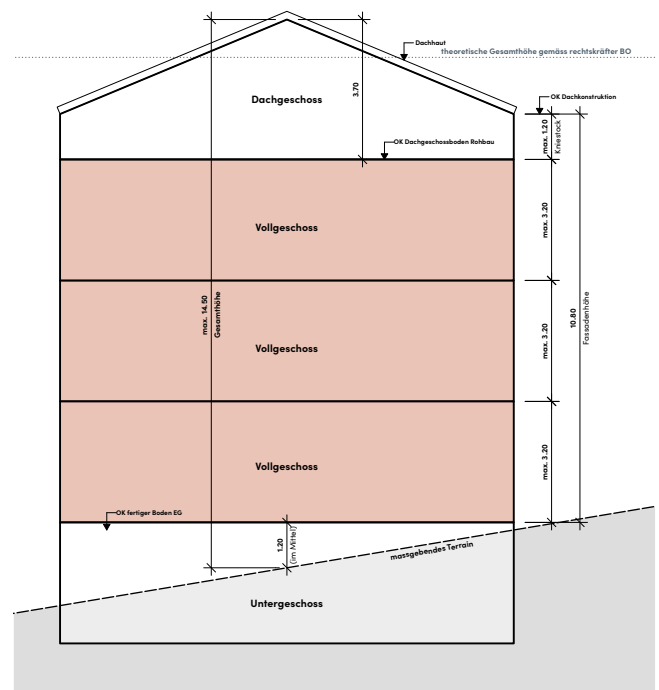 Dachhaut
theoretische Gesamthöhe gemäss rechtskräfter BO
3.70
Dachgeschoss
OK Dachkonstruktion
max. 1.20
Kniestock
OK Dachgeschossboden Rohbau
Vollgeschoss
max. 3.20
max. 14.50
Gesamthöhe
Vollgeschoss
max. 3.20
10.80
Fassadenhöhe
Vollgeschoss
max. 3.20
OK fertiger Boden EG
1.20
(im Mittel)
massgebendes Terrain
Untergeschoss